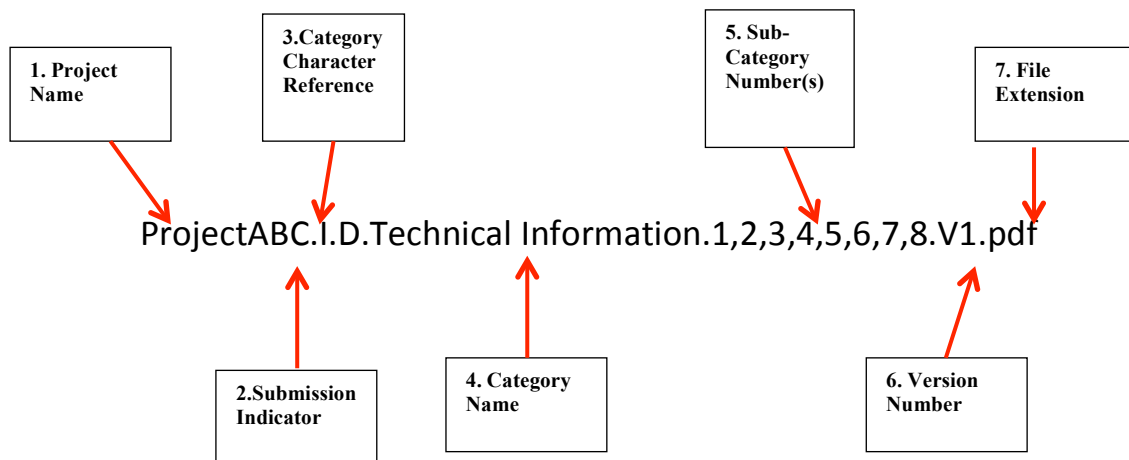 1. Project
Name
3.Category
Character
Reference
5. Sub-
Category
Number(s)
7. File
Extension
ProjectABC.I.D.Technical Information.1,2,3,4,5,6,7,8.V1.pdf
2.Submission
Indicator
4. Category
Name
6. Version
Number